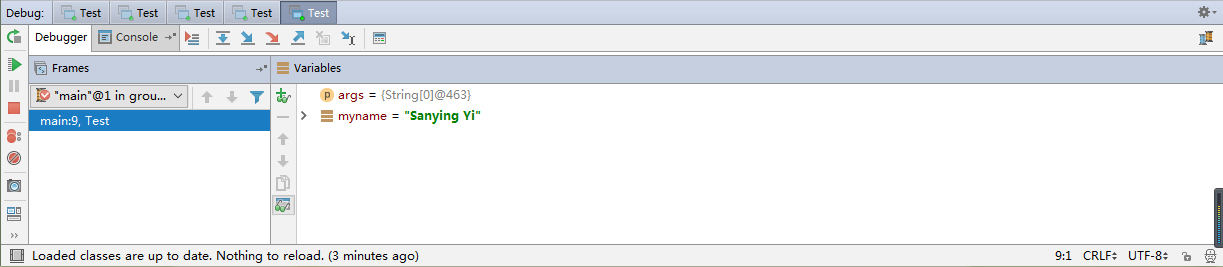 Debug: Test Test Test Test Test
Debugger Console
Frames Variables
"main"@1 in grou... args = {String[0]@463}
main:9, Test myname = "Sanying Yi"
Loaded classes are up to date. Nothing to reload. (3 minutes ago) 9:1 CRLF UTF-8